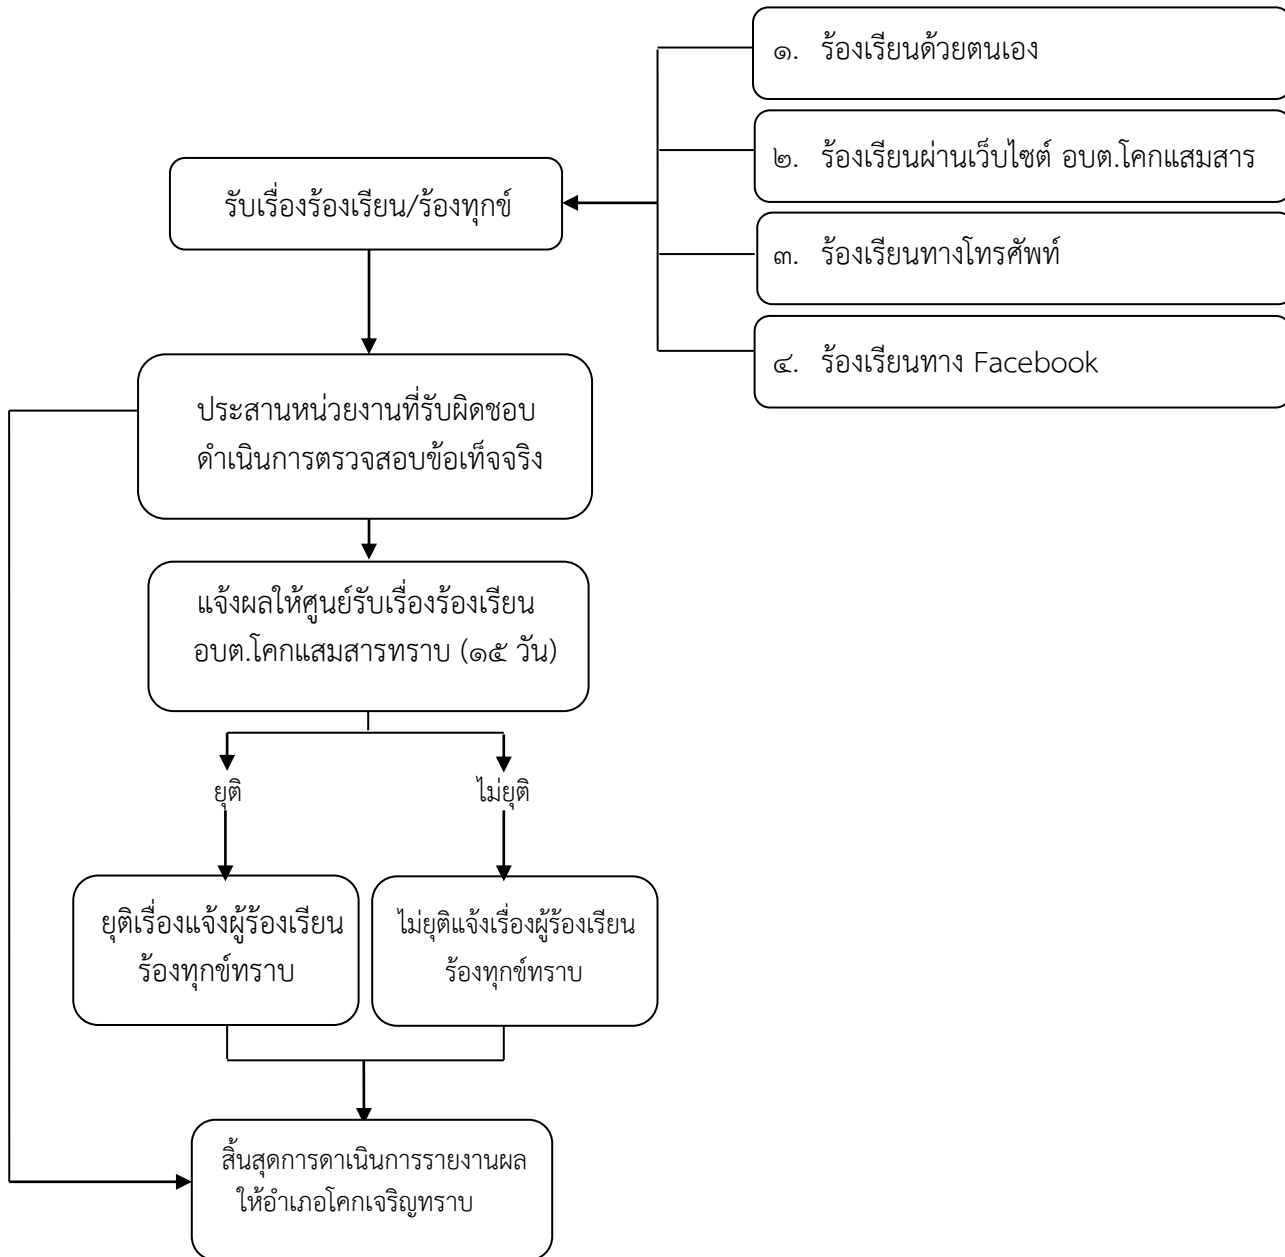 ๑. ร้องเรียนด้วยตนเอง
๒. ร้องเรียนผ่านเว็บไซต์ อบต.โคกแสมสาร
รับเรื่องร้องเรียน/ร้องทุกข์
๓. ร้องเรียนทางโทรศัพท์
๔. ร้องเรียนทาง Facebook
ประสานหน่วยงานที่รับผิดชอบ
ดำเนินการตรวจสอบข้อเท็จจริง
แจ้งผลให้ศูนย์รับเรื่องร้องเรียน
อบต.โคกแสมสารทราบ (๑๕ วัน)
ยุติ
ไม่ยุติ
ยุติเรื่องแจ้งผู้ร้องเรียน
ร้องทุกข์ทราบ
ไม่ยุติแจ้งเรื่องผู้ร้องเรียน
ร้องทุกข์ทราบ
สิ้นสุดการดาเนินการรายงานผล
ให้อำเภอโคกเจริญทราบ